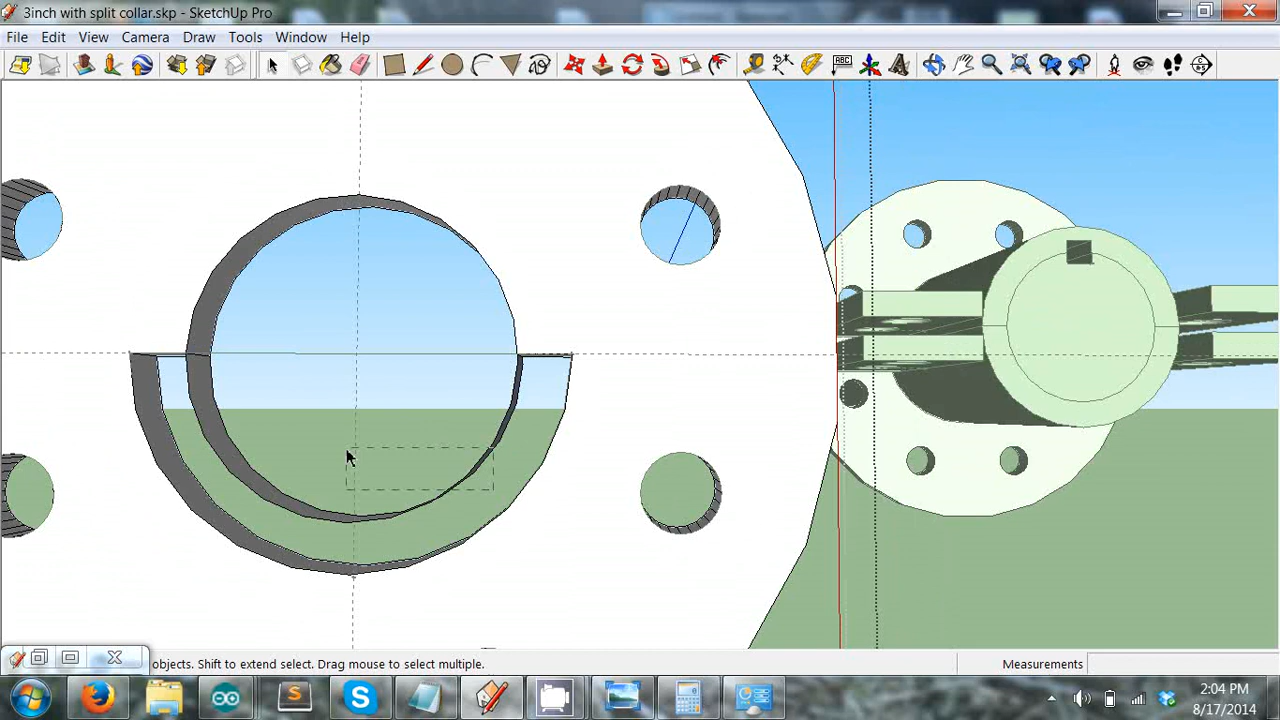 3inch with split collar.skp - SketchUp Pro
File Edit View Camera Draw Tools Window Help
ABC
objects. Shift to extend select. Drag mouse to select multiple.
Measurements
S
S
2:04 PM
8/17/2014